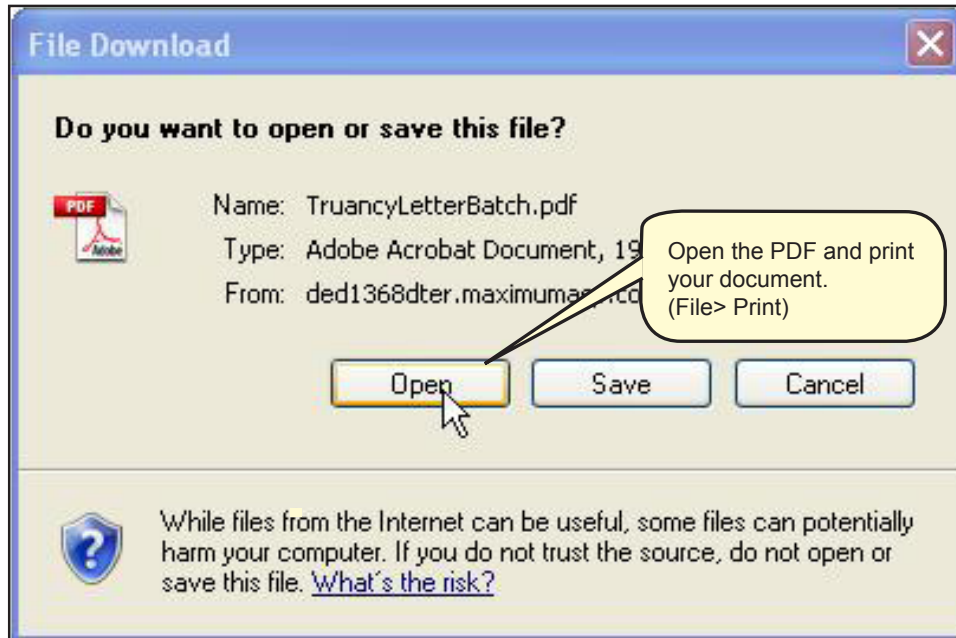 File Download
Do you want to open or save this file?
PDF
Adobe
Name: TruancyLetterBatch.pdf
Type: Adobe Acrobat Document, 19
From: ded1368dter.maximumas
Open the PDF and print
your document.
(File> Print)
Open Save Cancel
While files from the Internet can be useful, some files can potentially
harm your computer. If you do not trust the source, do not open or
save this file. What's the risk?